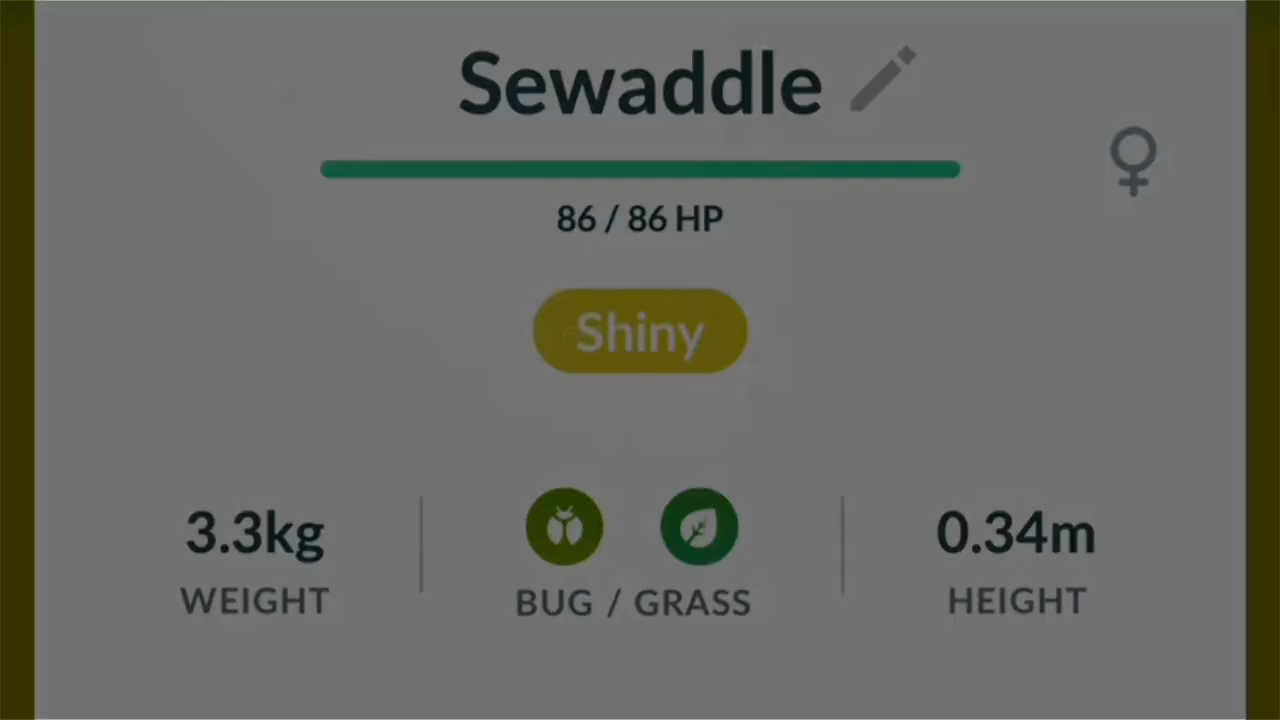 Sewaddle
86 / 86 HP
Shiny
3.3kg
WEIGHT
BUG / GRASS
0.34m
HEIGHT